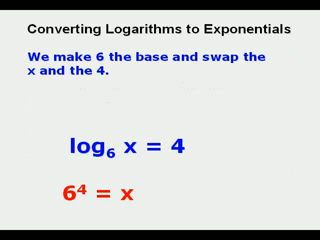 Converting Logarithms to Exponentials
We make 6 the base and swap the
x and the 4.
log₆ x = 4
6⁴ = x